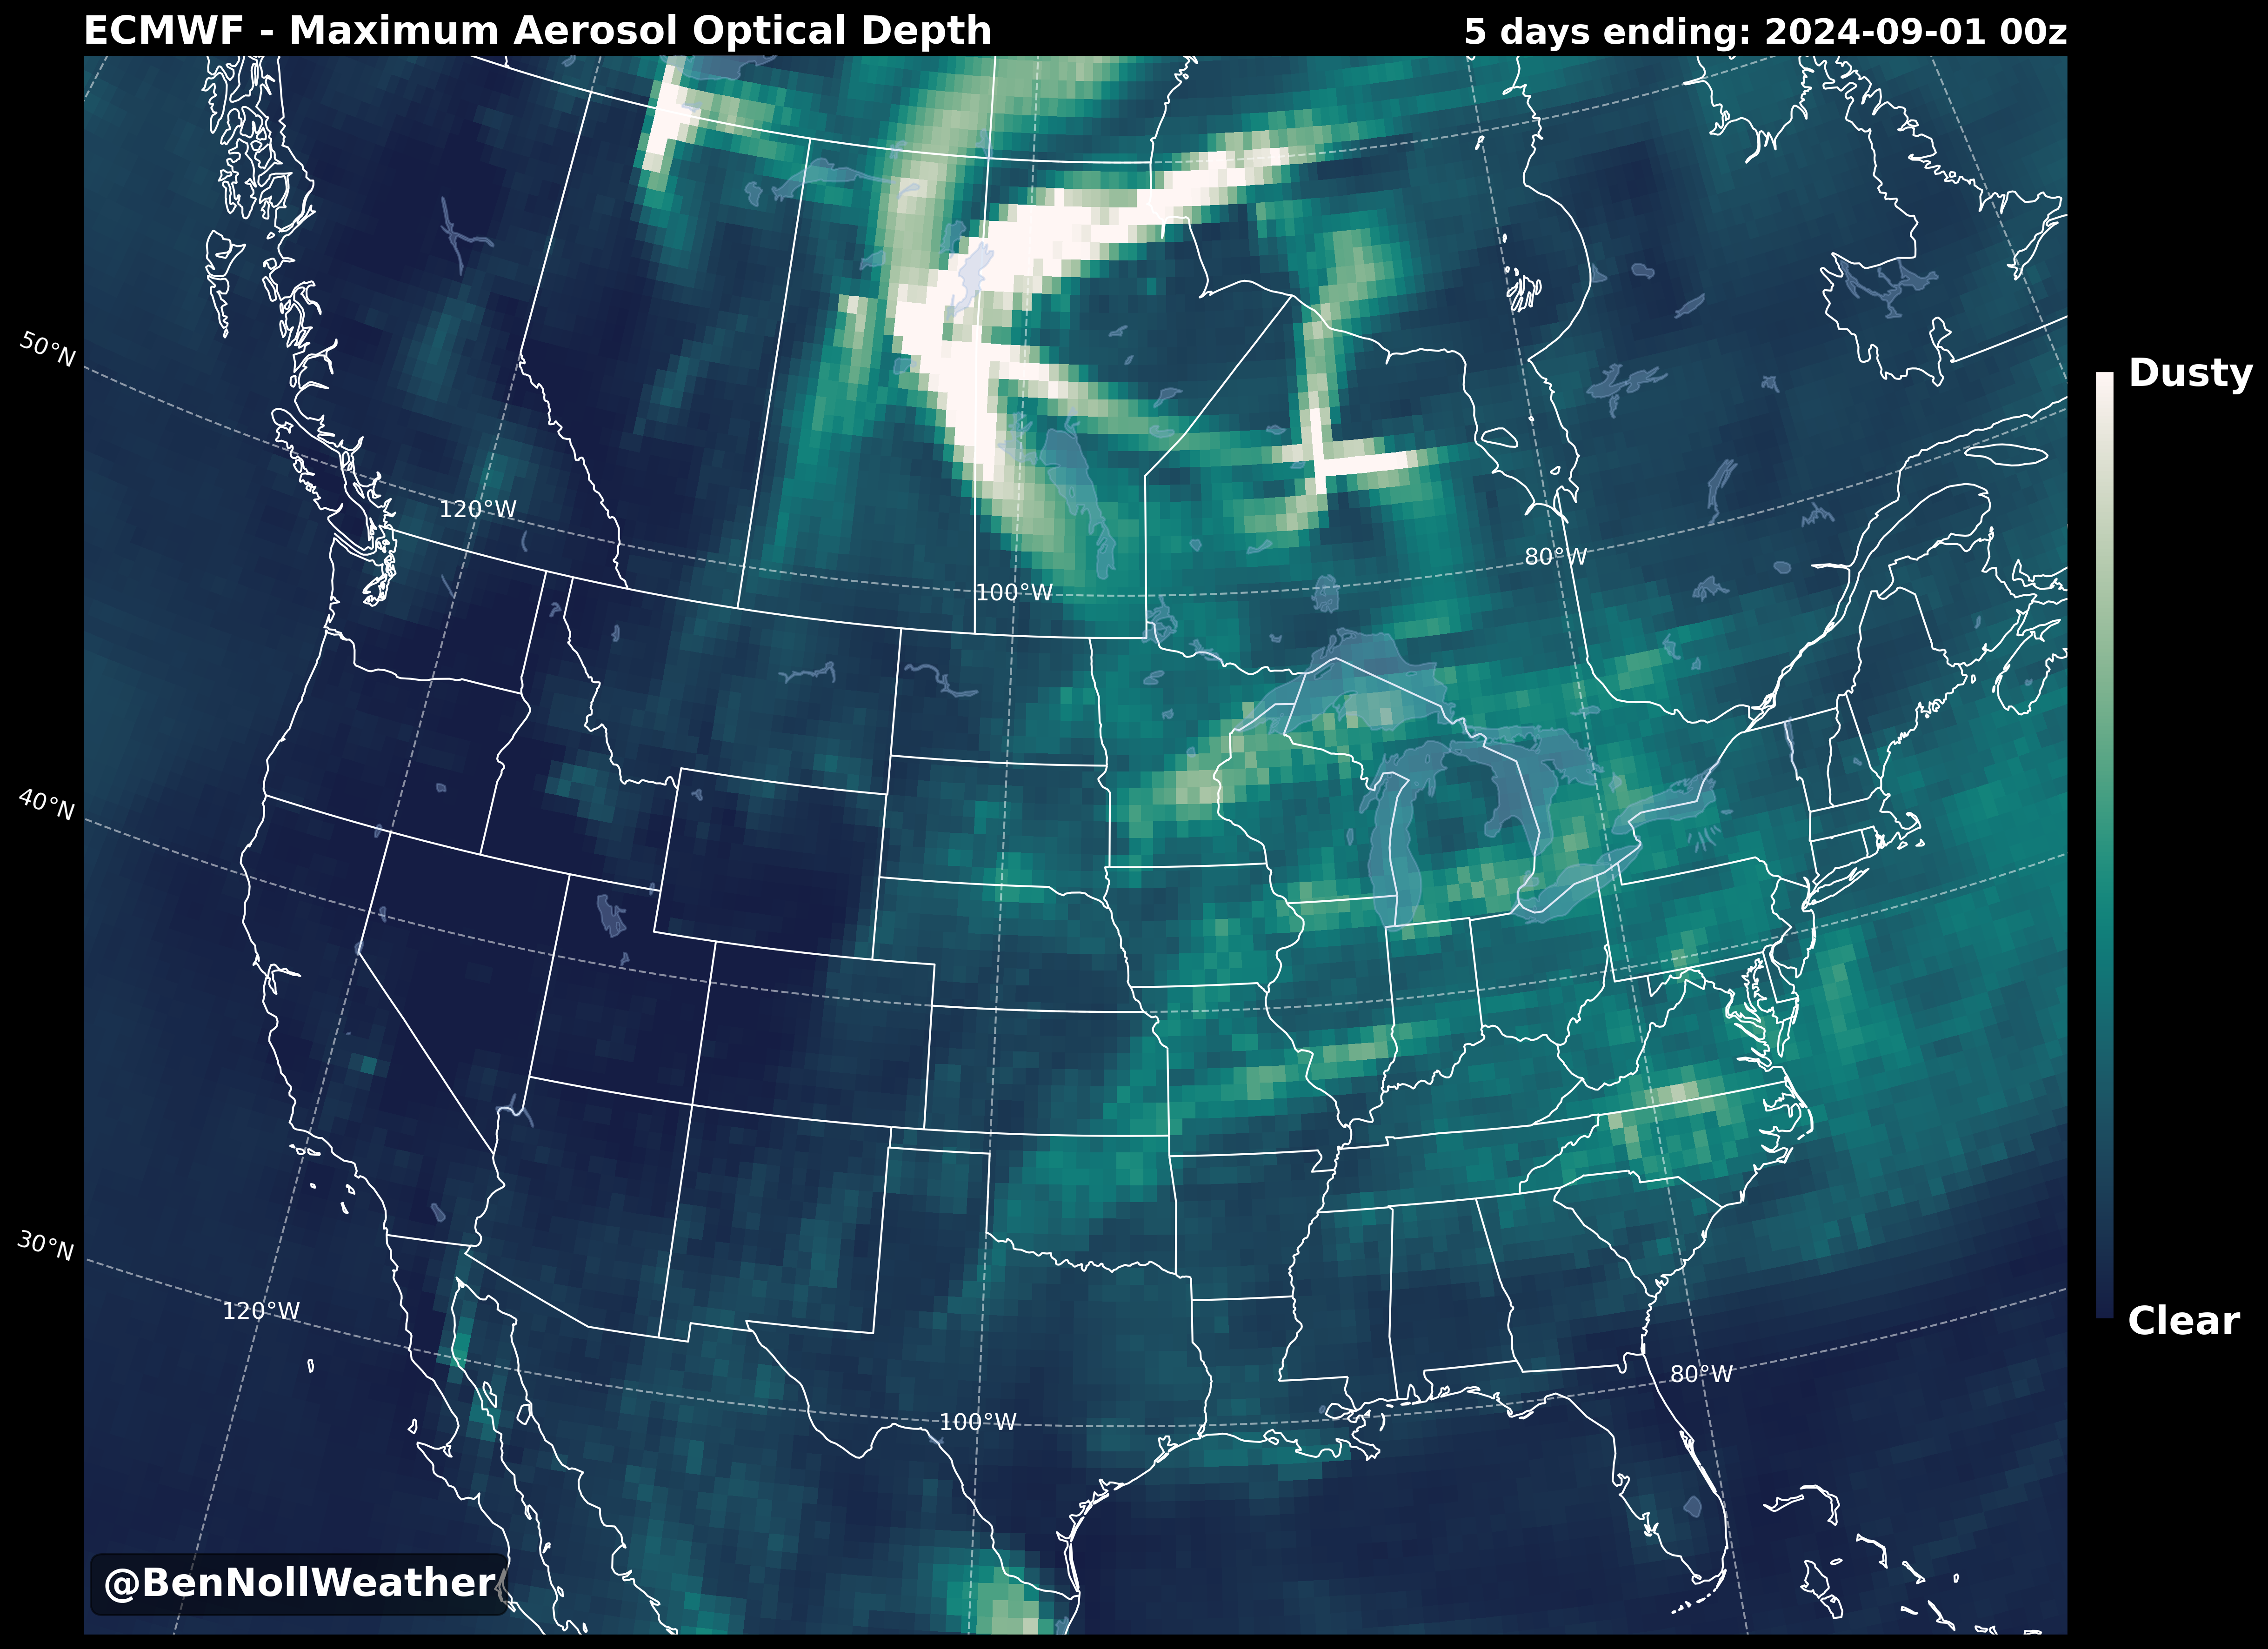 ECMWF - Maximum Aerosol Optical Depth
5 days ending: 2024-09-01 00z
50°N
Dusty
120°W
80°W
100°W
40°N
30°N
120°W
Clear
80°W
100°W
@BenNollWeather